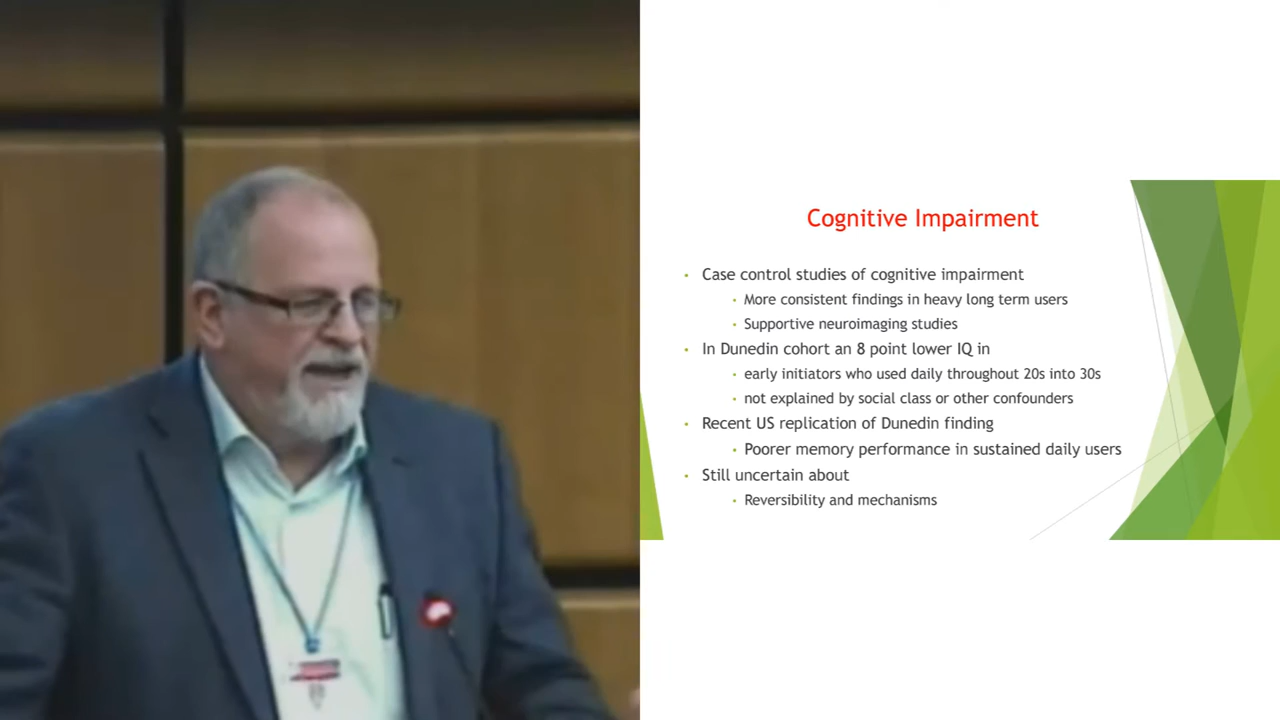 Cognitive Impairment
• Case control studies of cognitive impairment
• More consistent findings in heavy long term users
• Supportive neuroimaging studies
• In Dunedin cohort an 8 point lower IQ in
• early initiators who used daily throughout 20s into 30s
• not explained by social class or other confounders
• Recent US replication of Dunedin finding
• Poorer memory performance in sustained daily users
• Still uncertain about
• Reversibility and mechanisms